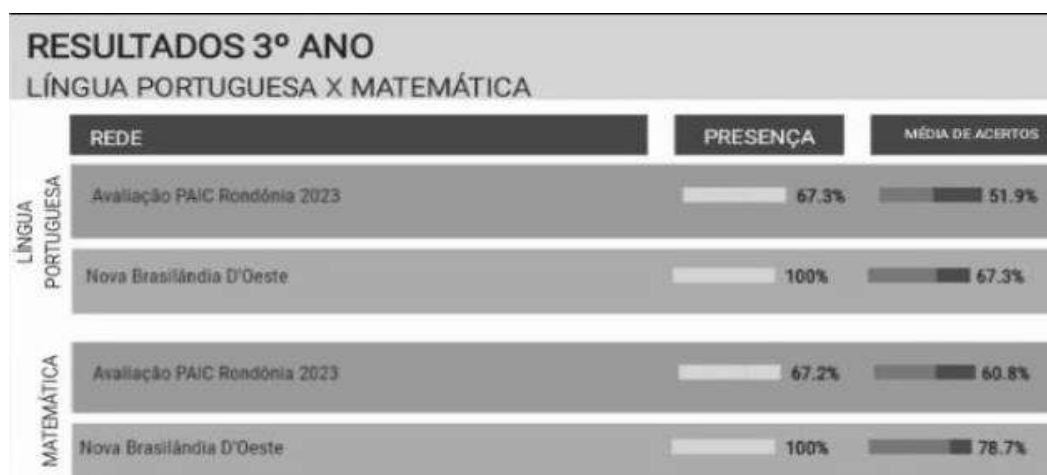 RESULTADOS 3º ANO
LÍNGUA PORTUGUESA X MATEMÁTICA
REDE PRESENÇA MÉDIA DE ACERTOS
LÍNGUA PORTUGUESA
Avaliação PAIC Rondônia 2023 67.3% 51.9%
Nova Brasilândia D'Oeste 100% 67.3%
MATEMÁTICA
Avaliação PAIC Rondônia 2023 67.2% 60.8%
Nova Brasilândia D'Oeste 100% 78.7%